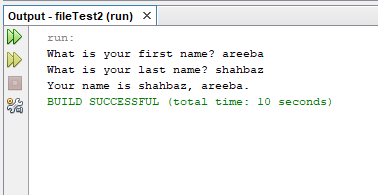 Output - fileTest2 (run)
run:
What is your first name? areeba
What is your last name? shahbaz
Your name is shahbaz, areeba.
BUILD SUCCESSFUL (total time: 10 seconds)